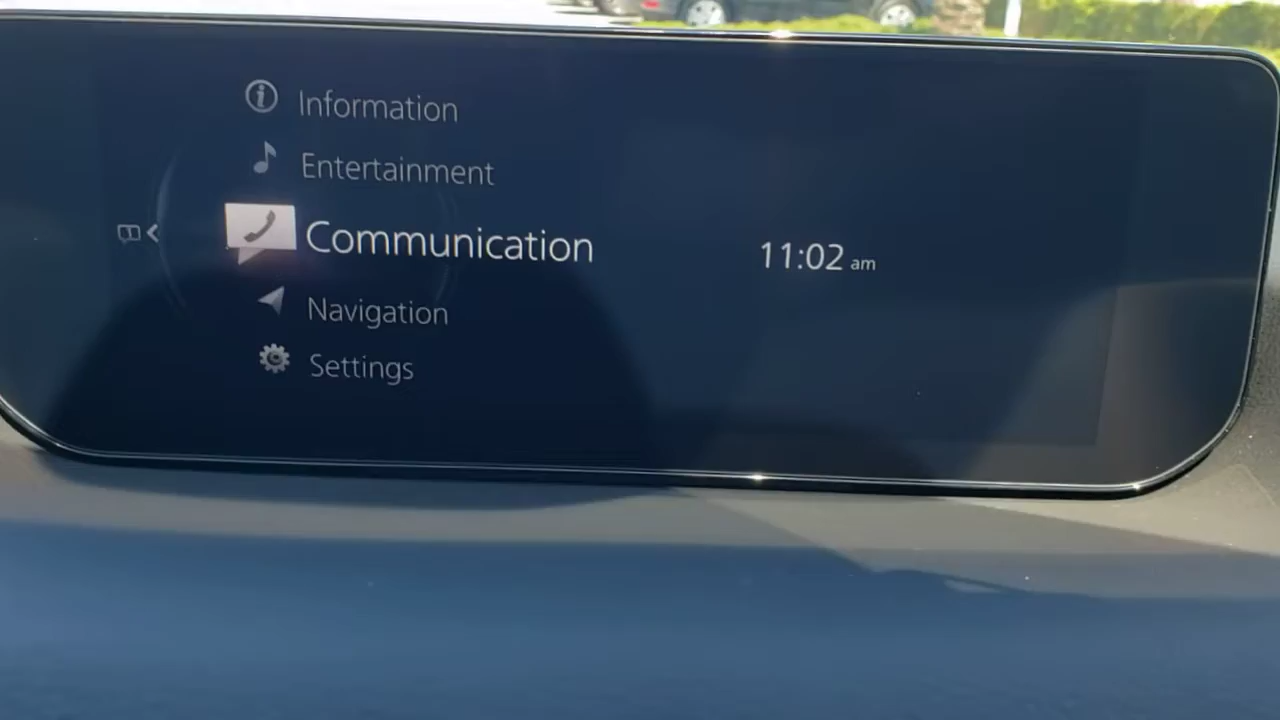 Information
Entertainment
Communication
11:02 am
Navigation
Settings